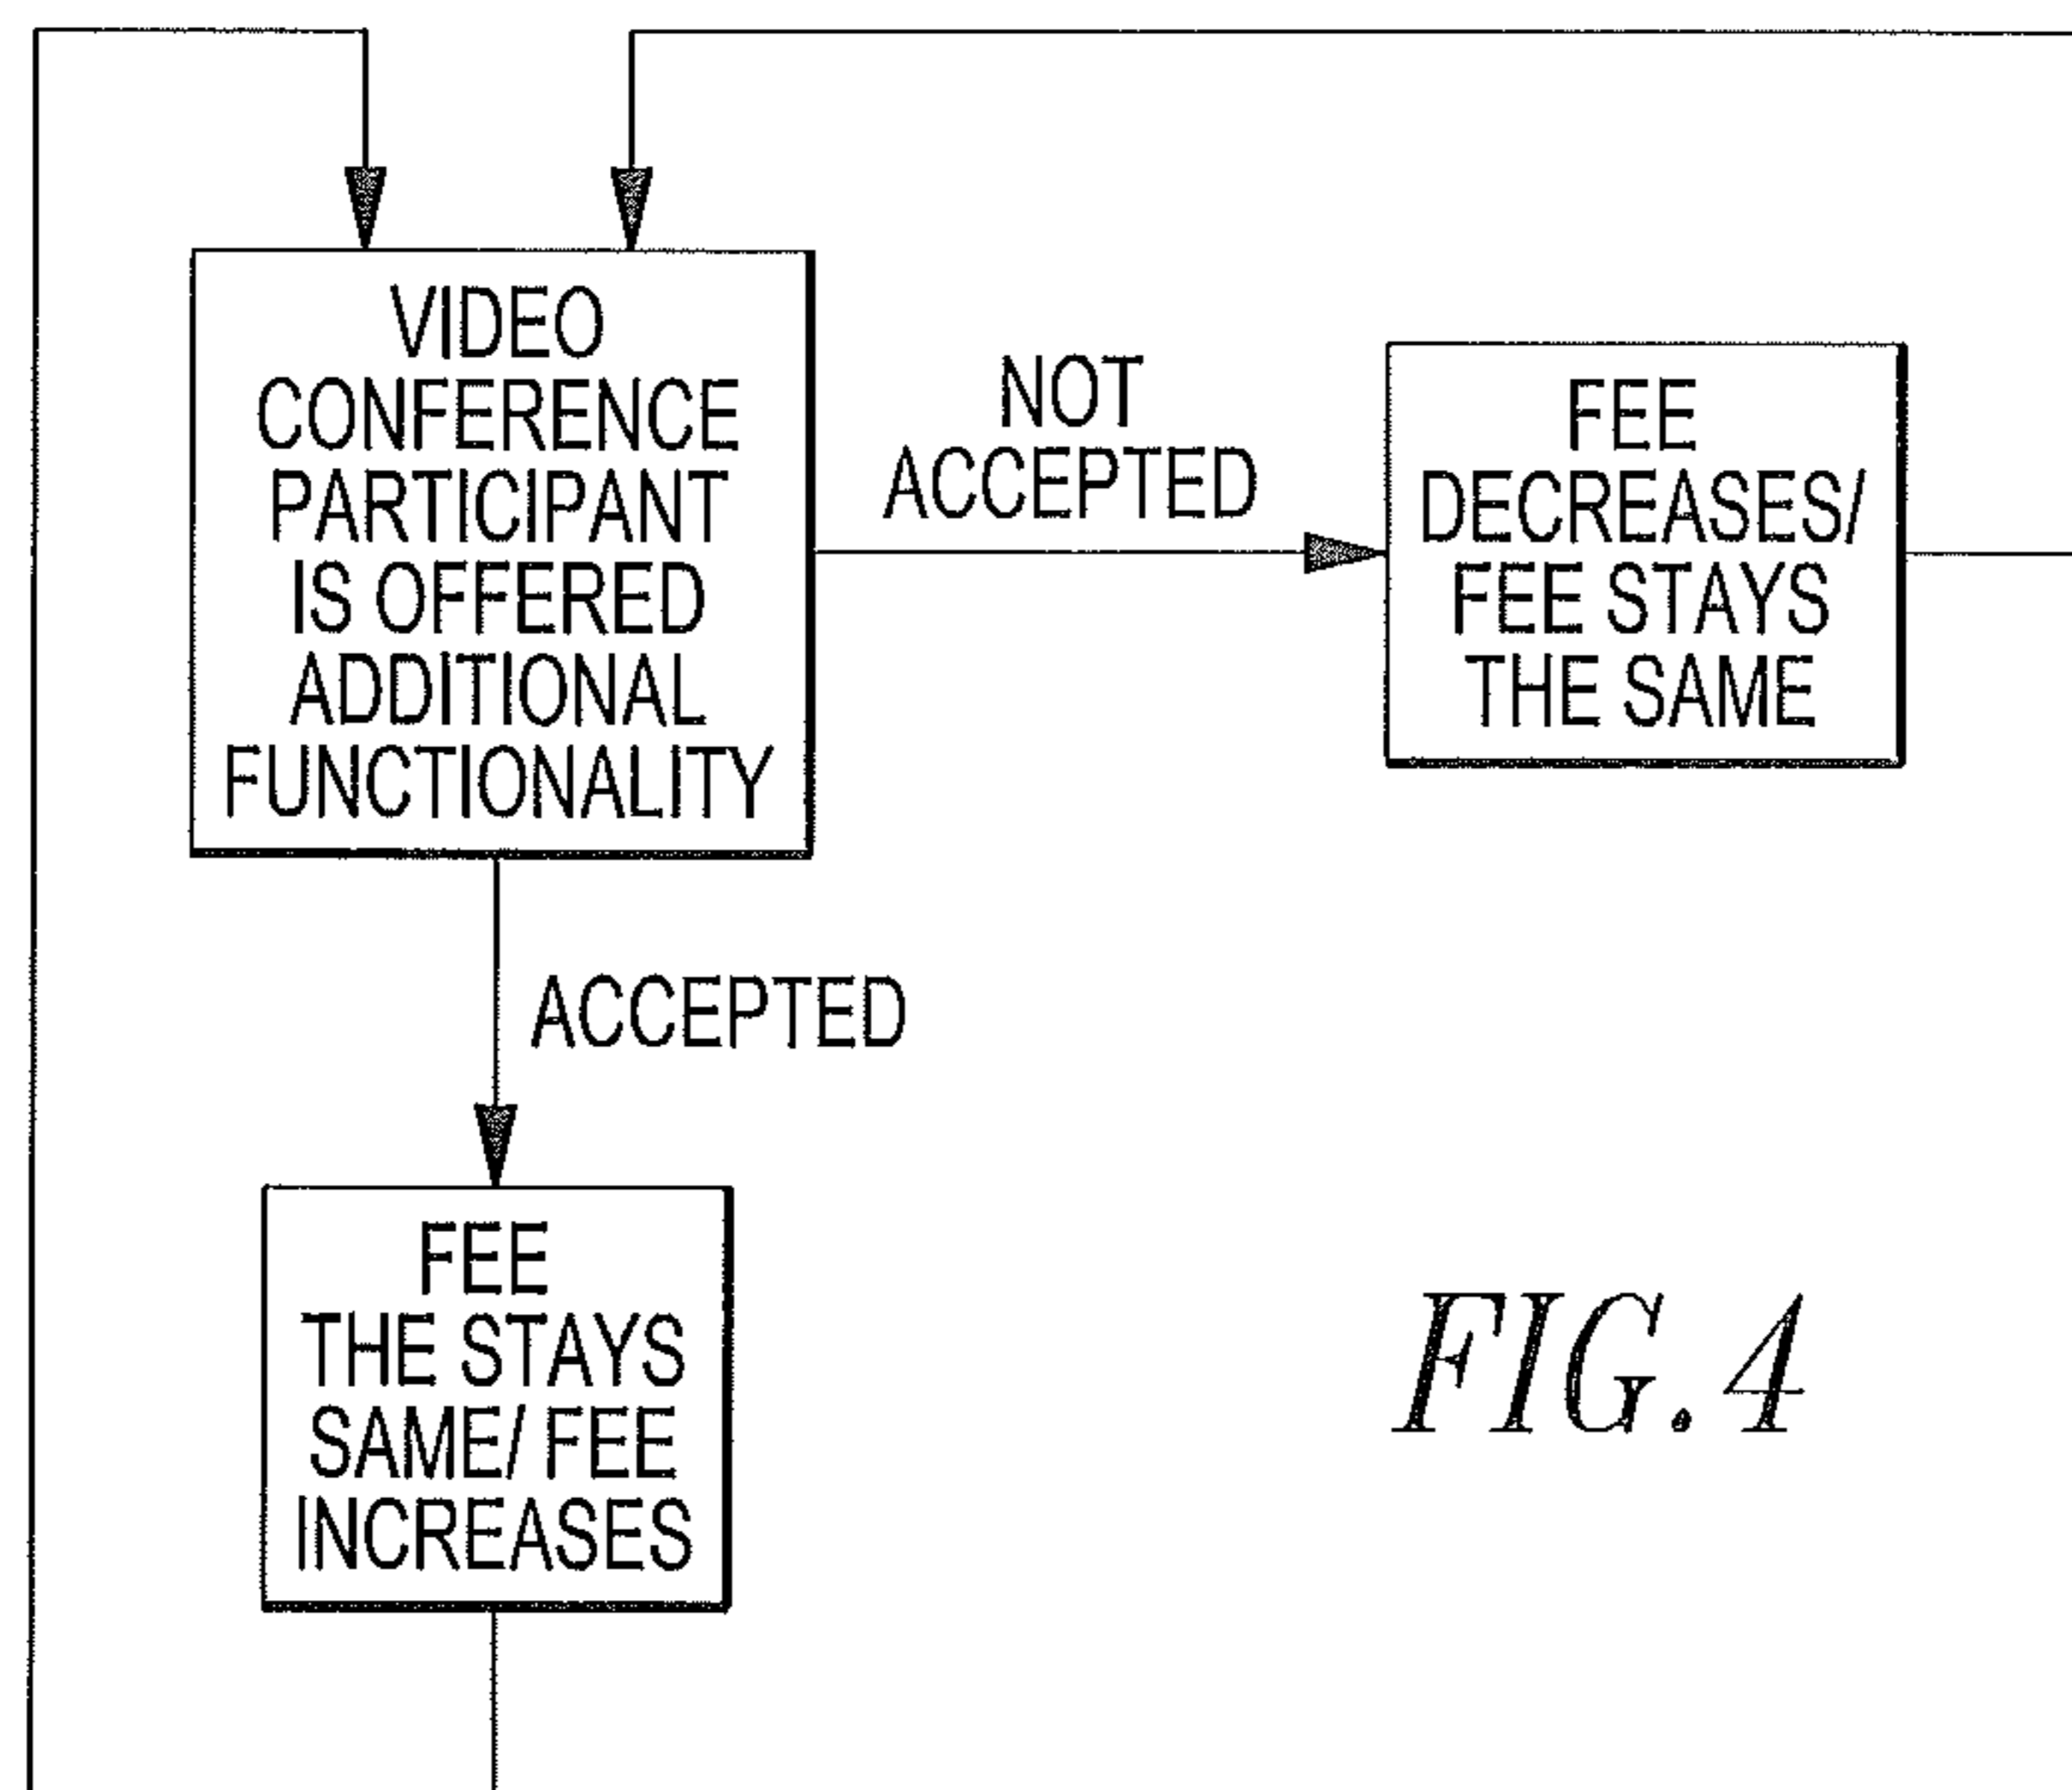 VIDEO
CONFERENCE
PARTICIPANT
IS OFFERED
ADDITIONAL
FUNCTIONALITY
NOT
ACCEPTED
FEE
DECREASES/
FEE STAYS
THE SAME
ACCEPTED
FEE
THE STAYS
SAME/ FEE
INCREASES
FIG. 4